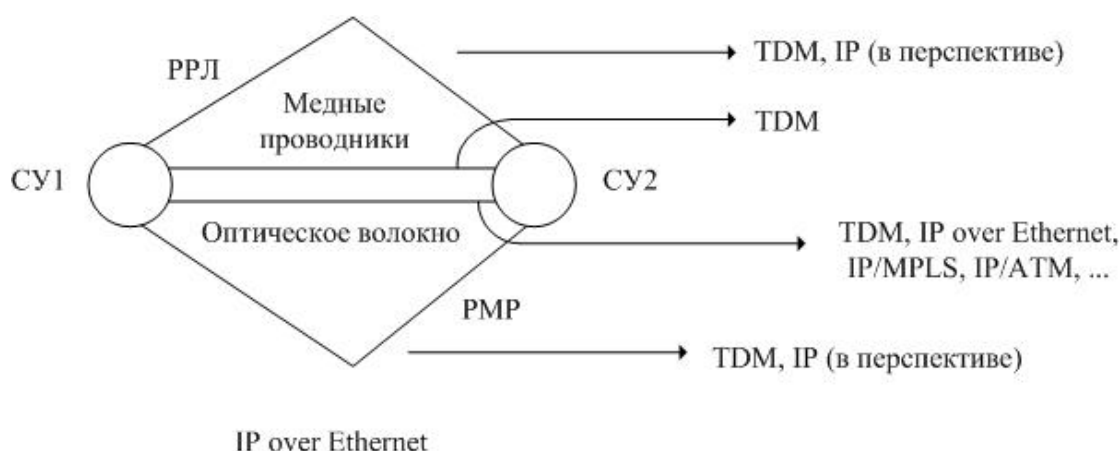 TDM, IP (в перспективе)
РРЛ
Медные
проводники
TDM
СУ1
СУ2
Оптическое волокно
TDM, IP over Ethernet,
IP/MPLS, IP/ATM, ...
PMP
TDM, IP (в перспективе)
IP over Ethernet